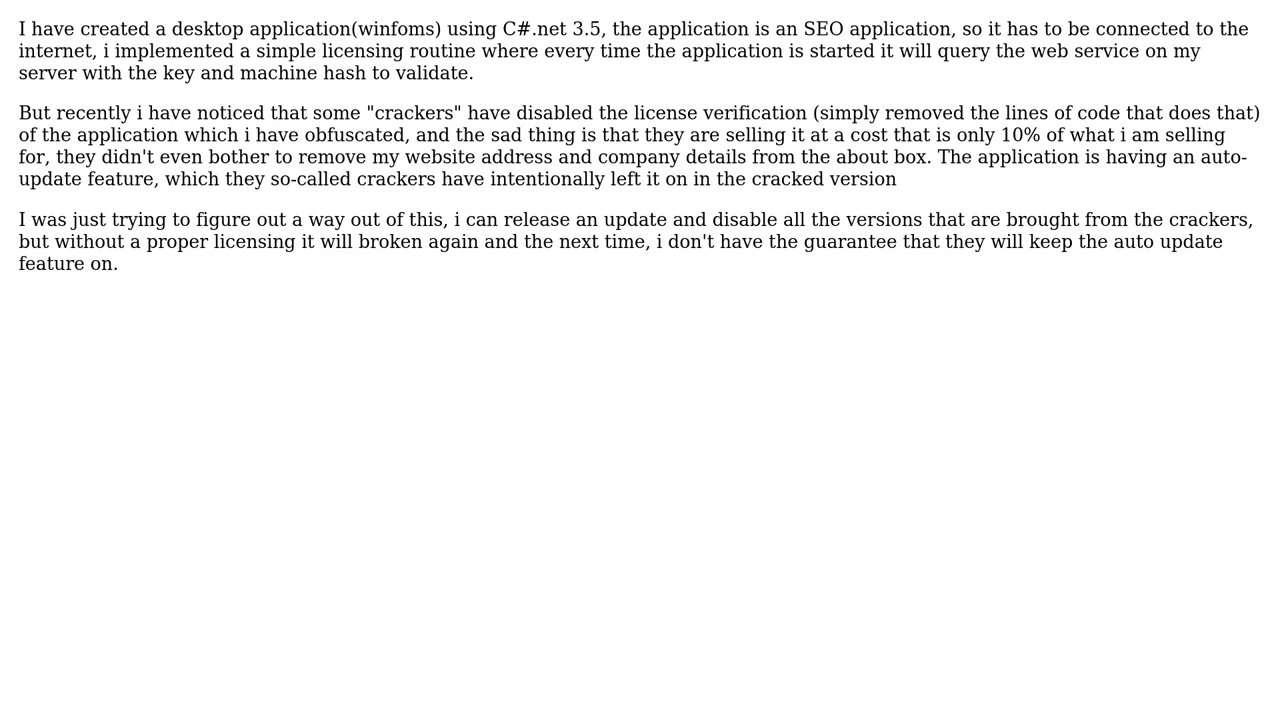 I have created a desktop application(winfoms) using C#.net 3.5, the application is an SEO application, so it has to be connected to the
internet, i implemented a simple licensing routine where every time the application is started it will query the web service on my
server with the key and machine hash to validate.
But recently i have noticed that some "crackers" have disabled the license verification (simply removed the lines of code that does that)
of the application which i have obfuscated, and the sad thing is that they are selling it at a cost that is only 10% of what i am selling
for, they didn't even bother to remove my website address and company details from the about box. The application is having an auto-
update feature, which they so-called crackers have intentionally left it on in the cracked version
I was just trying to figure out a way out of this, i can release an update and disable all the versions that are brought from the crackers,
but without a proper licensing it will broken again and the next time, i don't have the guarantee that they will keep the auto update
feature on.